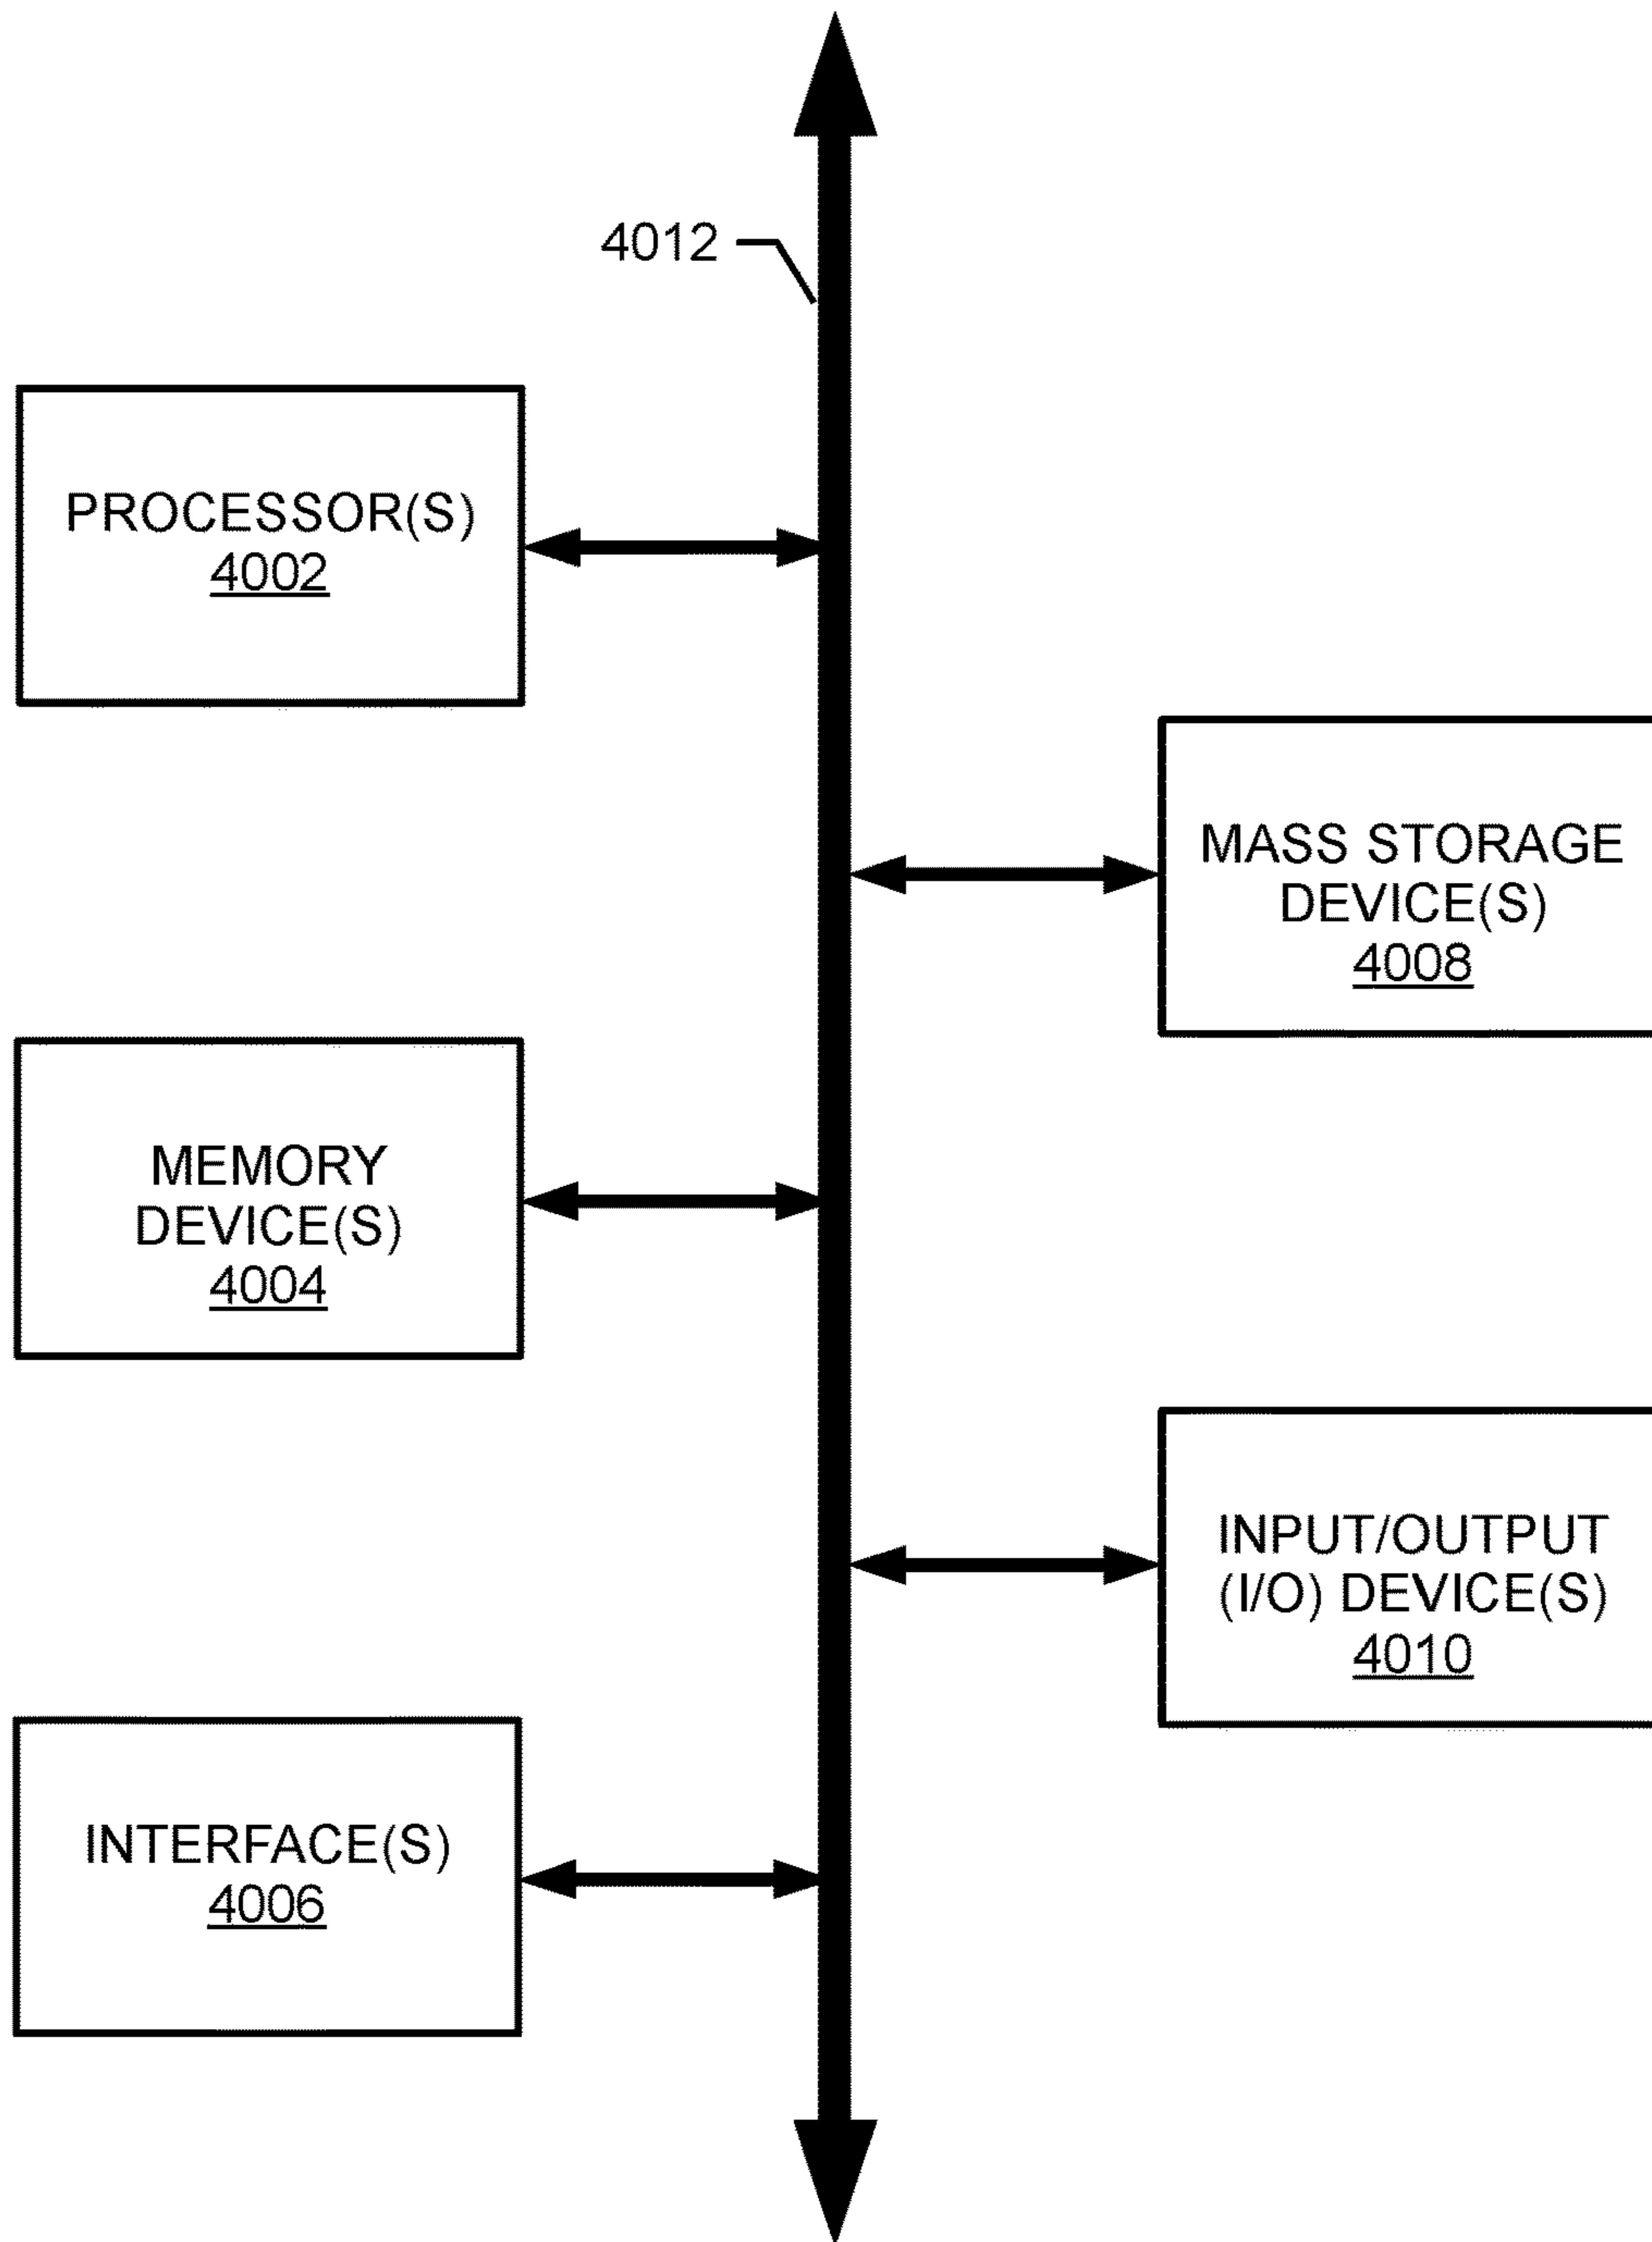 4012
PROCESSOR(S)
4002
MASS STORAGE
DEVICE(S)
4008
MEMORY
DEVICE(S)
4004
INPUT/OUTPUT
(I/O) DEVICE(S)
4010
INTERFACE(S)
4006